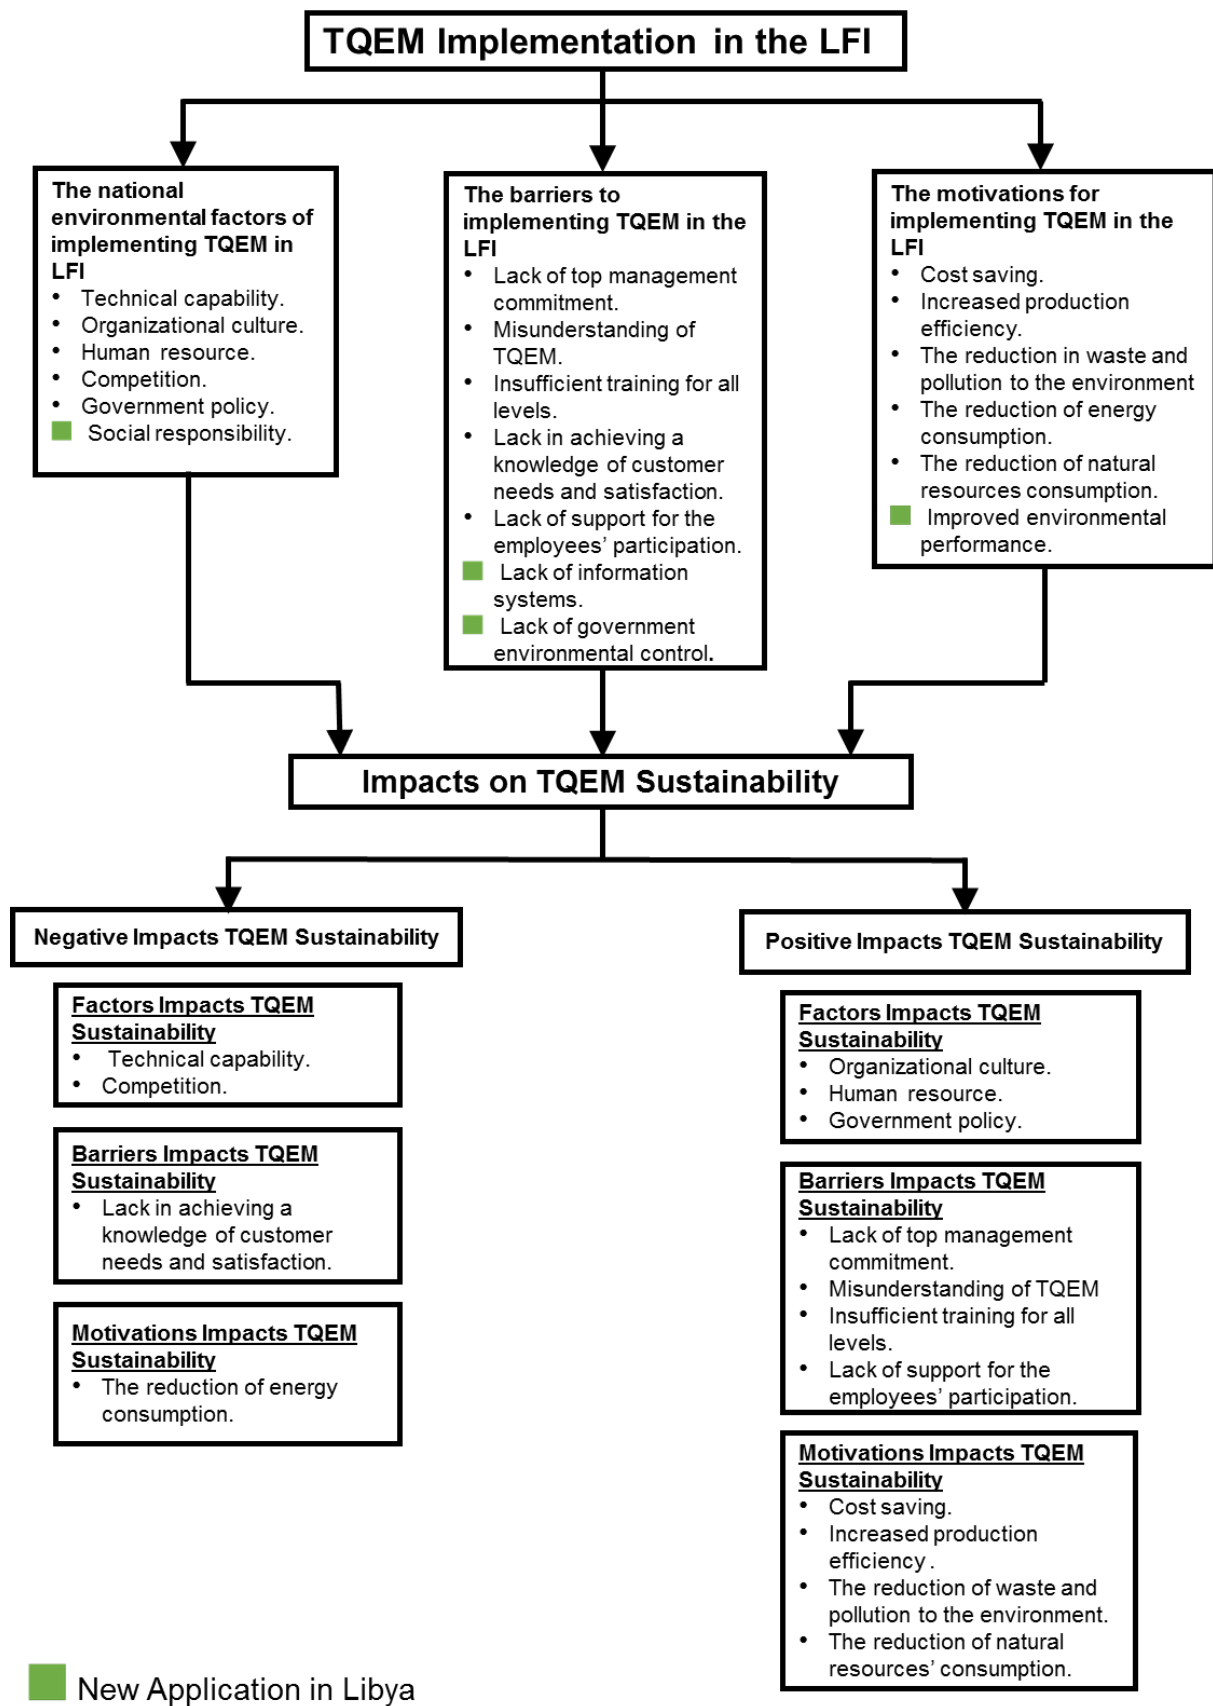 TQEM Implementation in the LFI
The national
environmental factors of
implementing TQEM in
LFI
• Technical capability.
• Organizational culture.
• Human resource.
• Competition.
• Government policy.
Social responsibility.
The barriers to
implementing TQEM in the
LFI
• Lack of top management
commitment.
• Misunderstanding of
TQEM.
• Insufficient training for all
levels.
• Lack in achieving a
knowledge of customer
needs and satisfaction.
• Lack of support for the
employees’ participation.
Lack of information
systems.
Lack of government
environmental control.
The motivations for
implementing TQEM in the
LFI
• Cost saving.
• Increased production
efficiency.
• The reduction in waste and
pollution to the environment
• The reduction of energy
consumption.
• The reduction of natural
resources consumption.
Improved environmental
performance.
Impacts on TQEM Sustainability
Negative Impacts TQEM Sustainability
Factors Impacts TQEM
Sustainability
• Technical capability.
• Competition.
Barriers Impacts TQEM
Sustainability
• Lack in achieving a
knowledge of customer
needs and satisfaction.
Motivations Impacts TQEM
Sustainability
• The reduction of energy
consumption.
Positive Impacts TQEM Sustainability
Factors Impacts TQEM
Sustainability
• Organizational culture.
• Human resource.
• Government policy.
Barriers Impacts TQEM
Sustainability
• Lack of top management
commitment.
• Misunderstanding of TQEM
• Insufficient training for all
levels.
• Lack of support for the
employees’ participation.
Motivations Impacts TQEM
Sustainability
• Cost saving.
• Increased production
efficiency .
• The reduction of waste and
pollution to the environment.
• The reduction of natural
resources’ consumption.
New Application in Libya